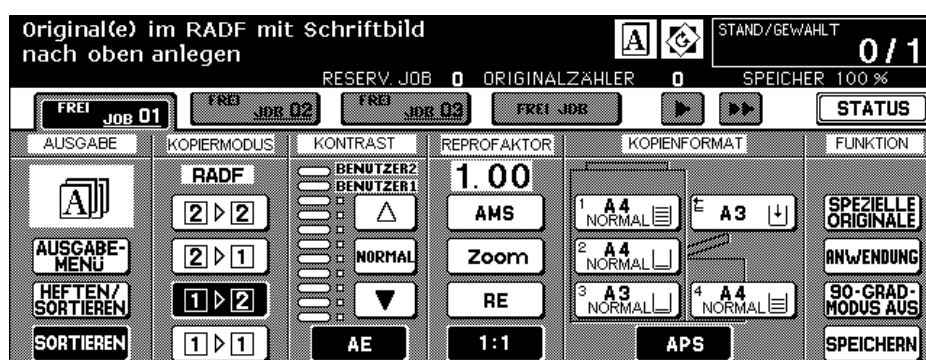 Original(e) im RADF mit Schriftbild
nach oben anlegen
A
STAND/GEWÄHLT
0/1
RESERV. JOB 0 ORIGINALZÄHLER 0 SPEICHER 100 %
FREI JOB 01
FREI JOB 02
FREI JOB 03
FREI JOB
STATUS
AUSGABE
KOPIERMODUS
KONTRAST
REPROFAKTOR
KOPIENFORMAT
FUNKTION
A
AUSGABE-
MENÜ
HEFTEN/
SORTIEREN
SORTIEREN
RADF
2 ▷ 2
2 ▷ 1
1 ▷ 2
1 ▷ 1
BENUTZER2
BENUTZER1
NORMAL
AE
1.00
AMS
Zoom
RE
1:1
1 A4
NORMAL
A3
2 A4
NORMAL
3 A3
NORMAL
4 A4
NORMAL
APS
SPEZIELLE
ORIGINALE
ANWENDUNG
90-GRAD-
MODUS AUS
SPEICHERN